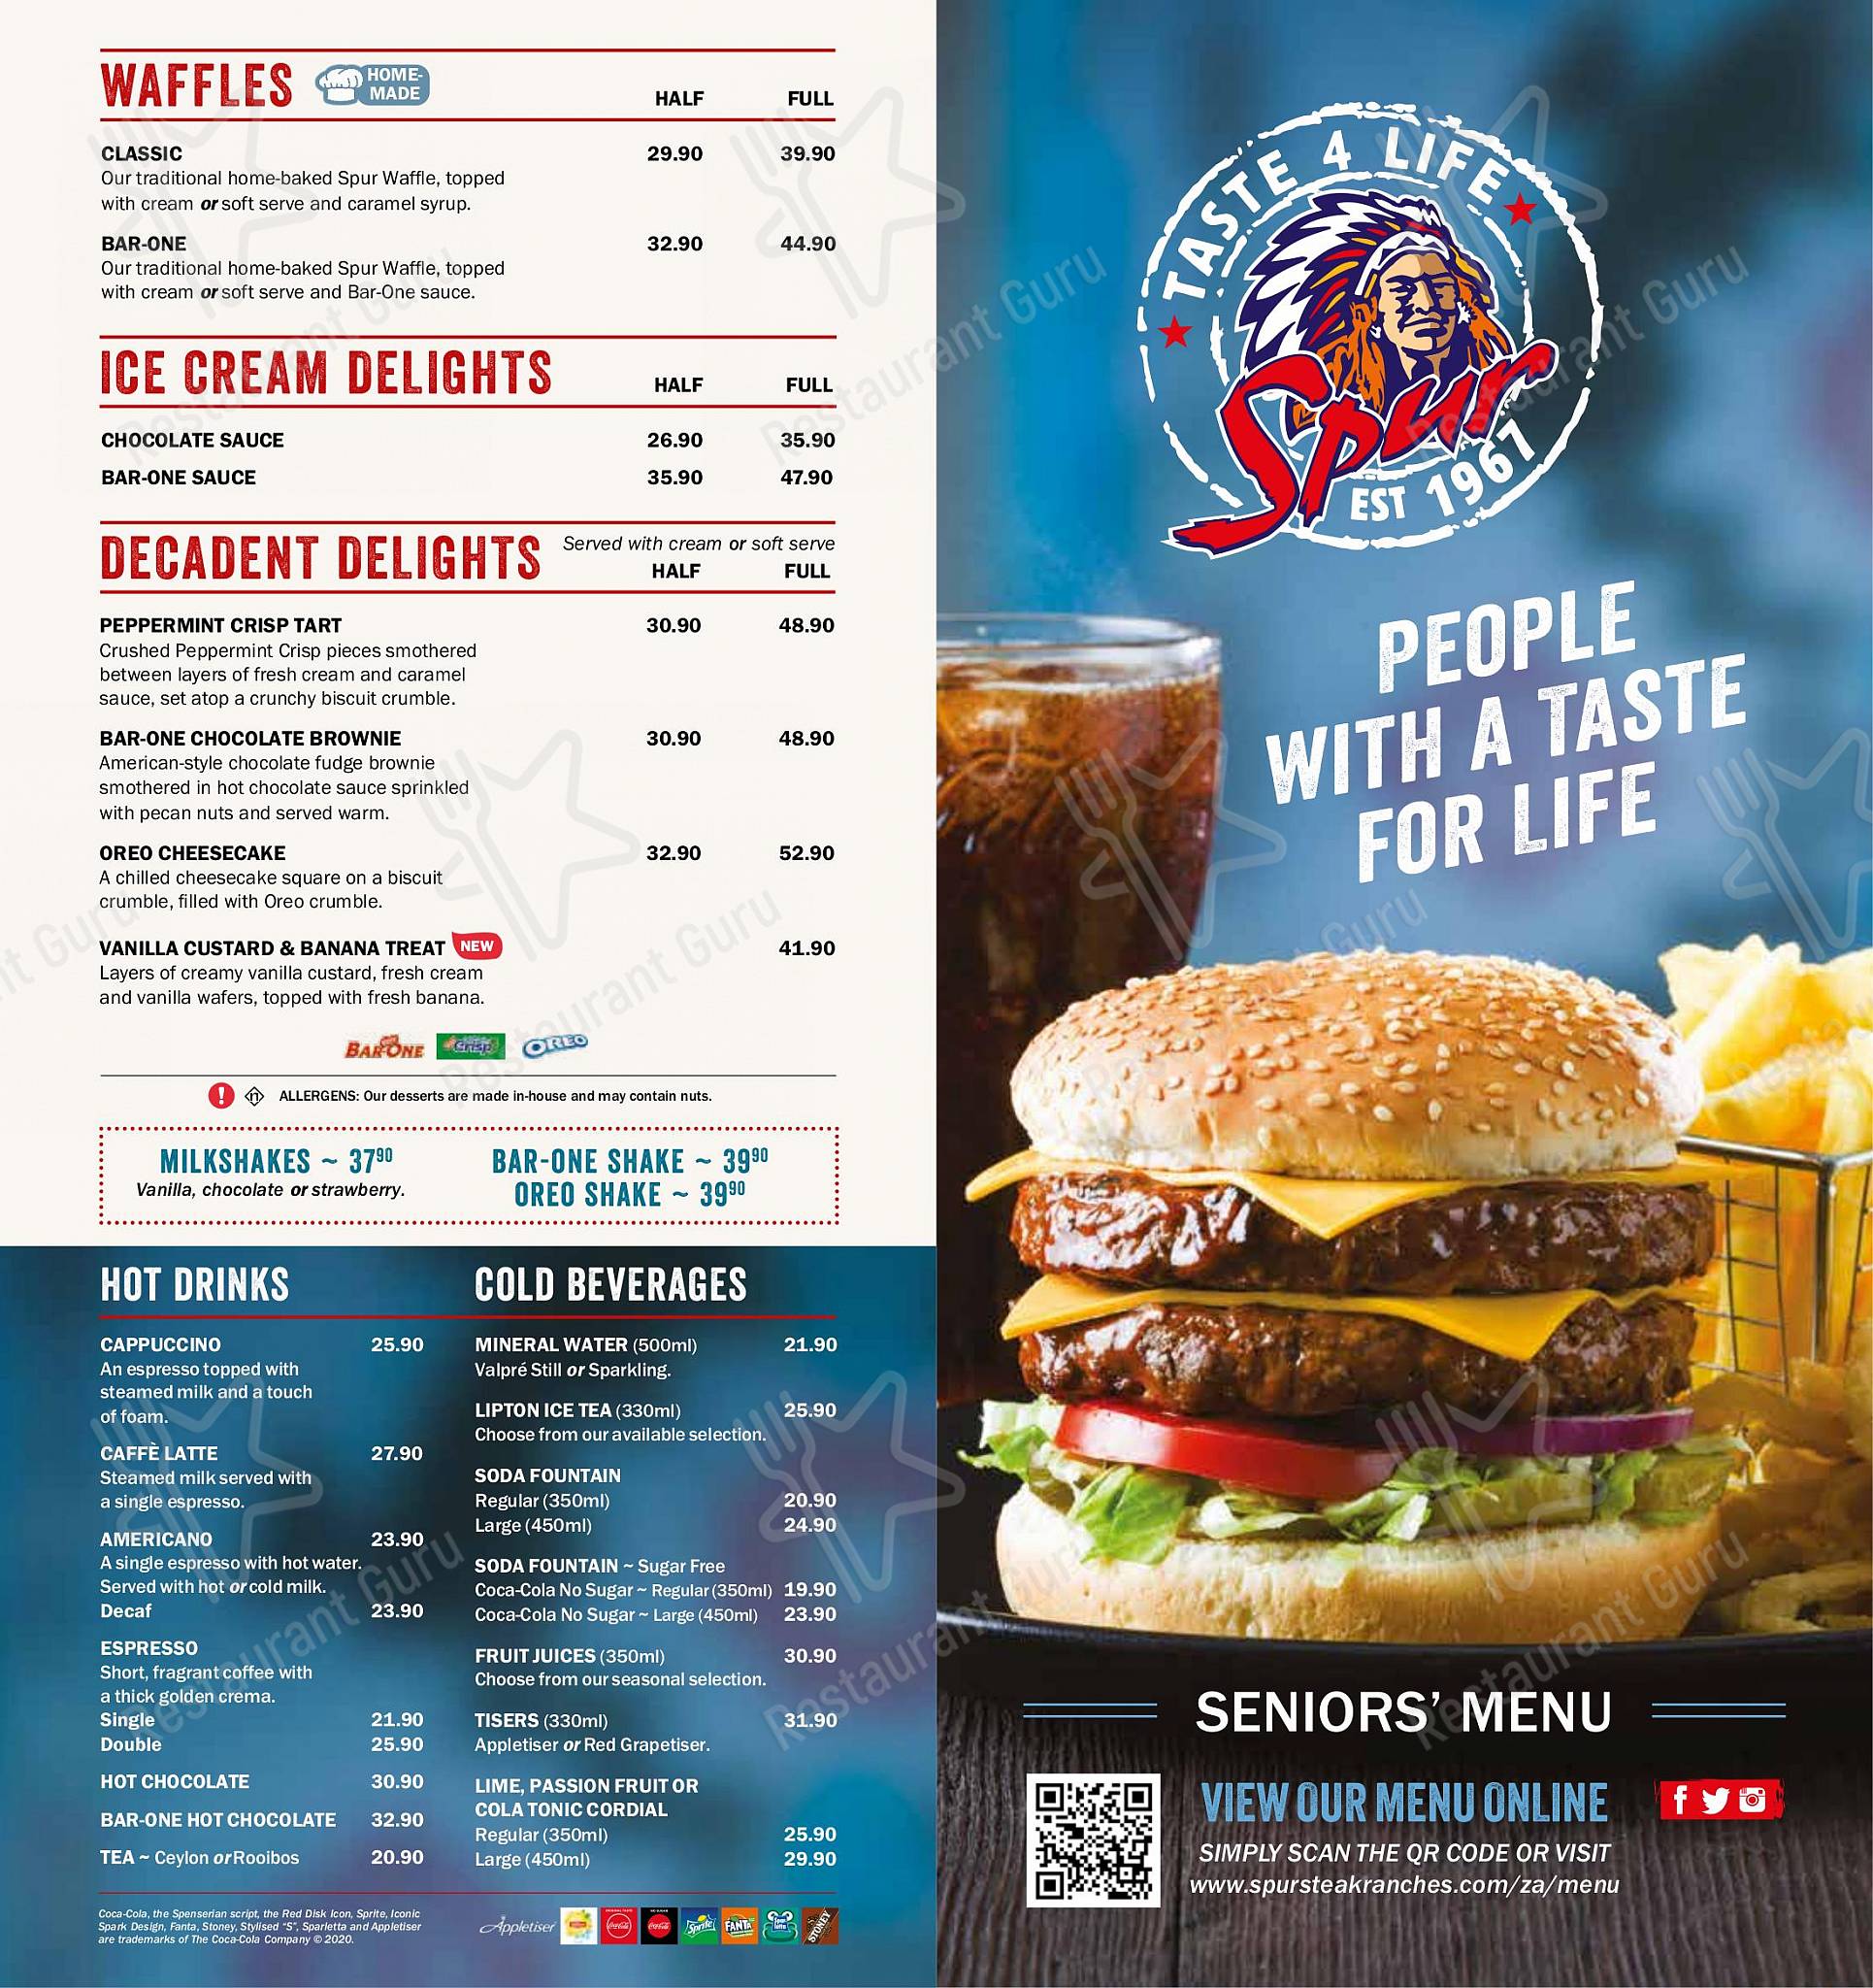 WAFFLES HOME-MADE HALF FULL
CLASSIC 29.90 39.90
Our traditional home-baked Spur Waffle, topped
with cream or soft serve and caramel syrup.
BAR-ONE 32.90 44.90
Our traditional home-baked Spur Waffle, topped
with cream or soft serve and Bar-One sauce.
ICE CREAM DELIGHTS HALF FULL
CHOCOLATE SAUCE 26.90 35.90
BAR-ONE SAUCE 35.90 47.90
DECADENT DELIGHTS Served with cream or soft serve
HALF FULL
PEPPERMINT CRISP TART 30.90 48.90
Crushed Peppermint Crisp pieces smothered
between layers of fresh cream and caramel
sauce, set atop a crunchy biscuit crumble.
BAR-ONE CHOCOLATE BROWNIE 30.90 48.90
American-style chocolate fudge brownie
smothered in hot chocolate sauce sprinkled
with pecan nuts and served warm.
OREO CHEESECAKE 32.90 52.90
A chilled cheesecake square on a biscuit
crumble, filled with Oreo crumble.
VANILLA CUSTARD & BANANA TREAT NEW 41.90
Layers of creamy vanilla custard, fresh cream
and vanilla wafers, topped with fresh banana.
BAR-ONE Crisp OREO
! n ALLERGENS: Our desserts are made in-house and may contain nuts.
MILKSHAKES ~ 37⁹⁰
Vanilla, chocolate or strawberry.
BAR-ONE SHAKE ~ 39⁹⁰
OREO SHAKE ~ 39⁹⁰
HOT DRINKS
CAPPUCCINO 25.90
An espresso topped with
steamed milk and a touch
of foam.
CAFFÈ LATTE 27.90
Steamed milk served with
a single espresso.
AMERICANO 23.90
A single espresso with hot water.
Served with hot or cold milk.
Decaf 23.90
ESPRESSO
Short, fragrant coffee with
a thick golden crema.
Single 21.90
Double 25.90
HOT CHOCOLATE 30.90
BAR-ONE HOT CHOCOLATE 32.90
TEA ~ Ceylon or Rooibos 20.90
COLD BEVERAGES
MINERAL WATER (500ml) 21.90
Valpré Still or Sparkling.
LIPTON ICE TEA (330ml) 25.90
Choose from our available selection.
SODA FOUNTAIN
Regular (350ml) 20.90
Large (450ml) 24.90
SODA FOUNTAIN ~ Sugar Free
Coca-Cola No Sugar ~ Regular (350ml) 19.90
Coca-Cola No Sugar ~ Large (450ml) 23.90
FRUIT JUICES (350ml) 30.90
Choose from our seasonal selection.
TISERS (330ml) 31.90
Appletiser or Red Grapetiser.
LIME, PASSION FRUIT OR
COLA TONIC CORDIAL
Regular (350ml) 25.90
Large (450ml) 29.90
Coca-Cola, the Spenserian script, the Red Disk Icon, Sprite, Iconic
Spark Design, Fanta, Stoney, Stylised "S", Sparletta and Appletiser
are trademarks of The Coca-Cola Company © 2020.
Appletiser Coca-Cola Coca-Cola Sprite FANTA STONEY
TASTE 4 LIFE
Spur
EST 1967
PEOPLE
WITH A TASTE
FOR LIFE
SENIORS' MENU
VIEW OUR MENU ONLINE
SIMPLY SCAN THE QR CODE OR VISIT
www.spursteakranches.com/za/menu
Restaurant Guru